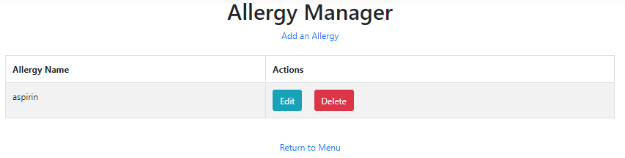 Allergy Manager
Add an Allergy
Allergy Name Actions
aspirin Edit Delete
Return to Menu